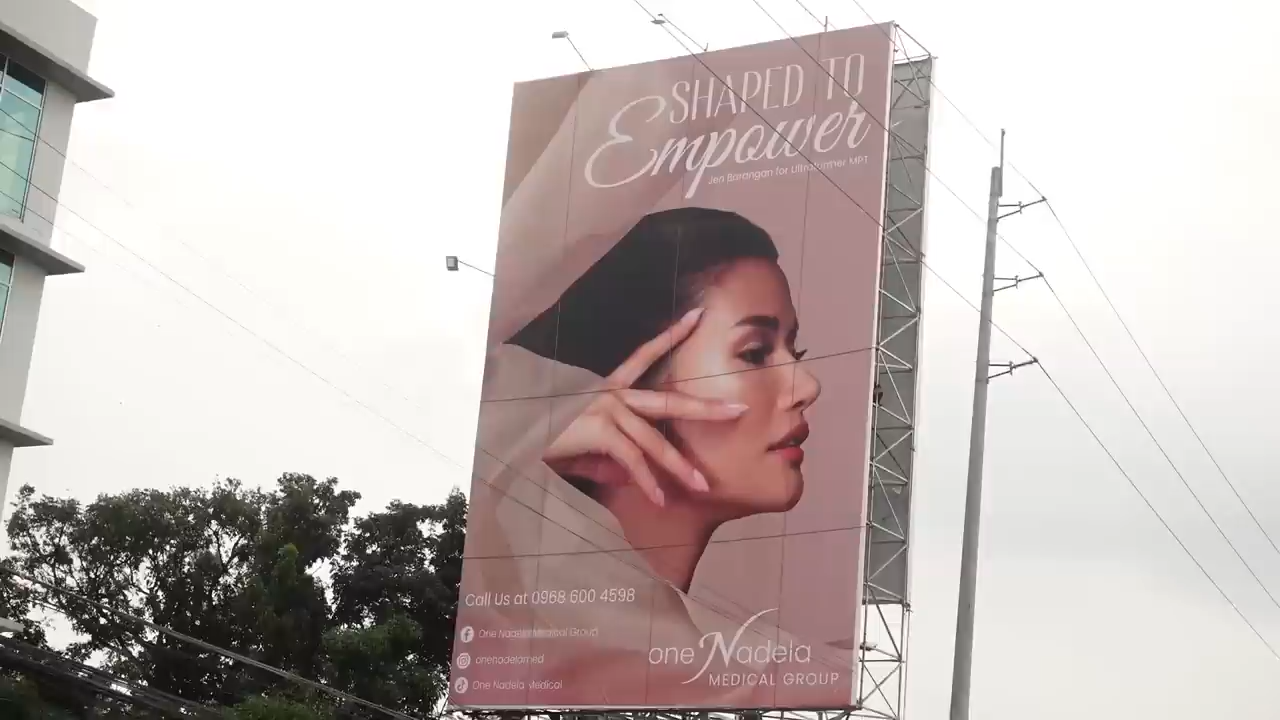 SHAPED TO
Empower
Jen Barangan for Ultraformer MPT
Call Us at 0968 600 4598
One Nadela Medical Group
onenadelamed
One Nadela Medical
one Nadela
MEDICAL GROUP